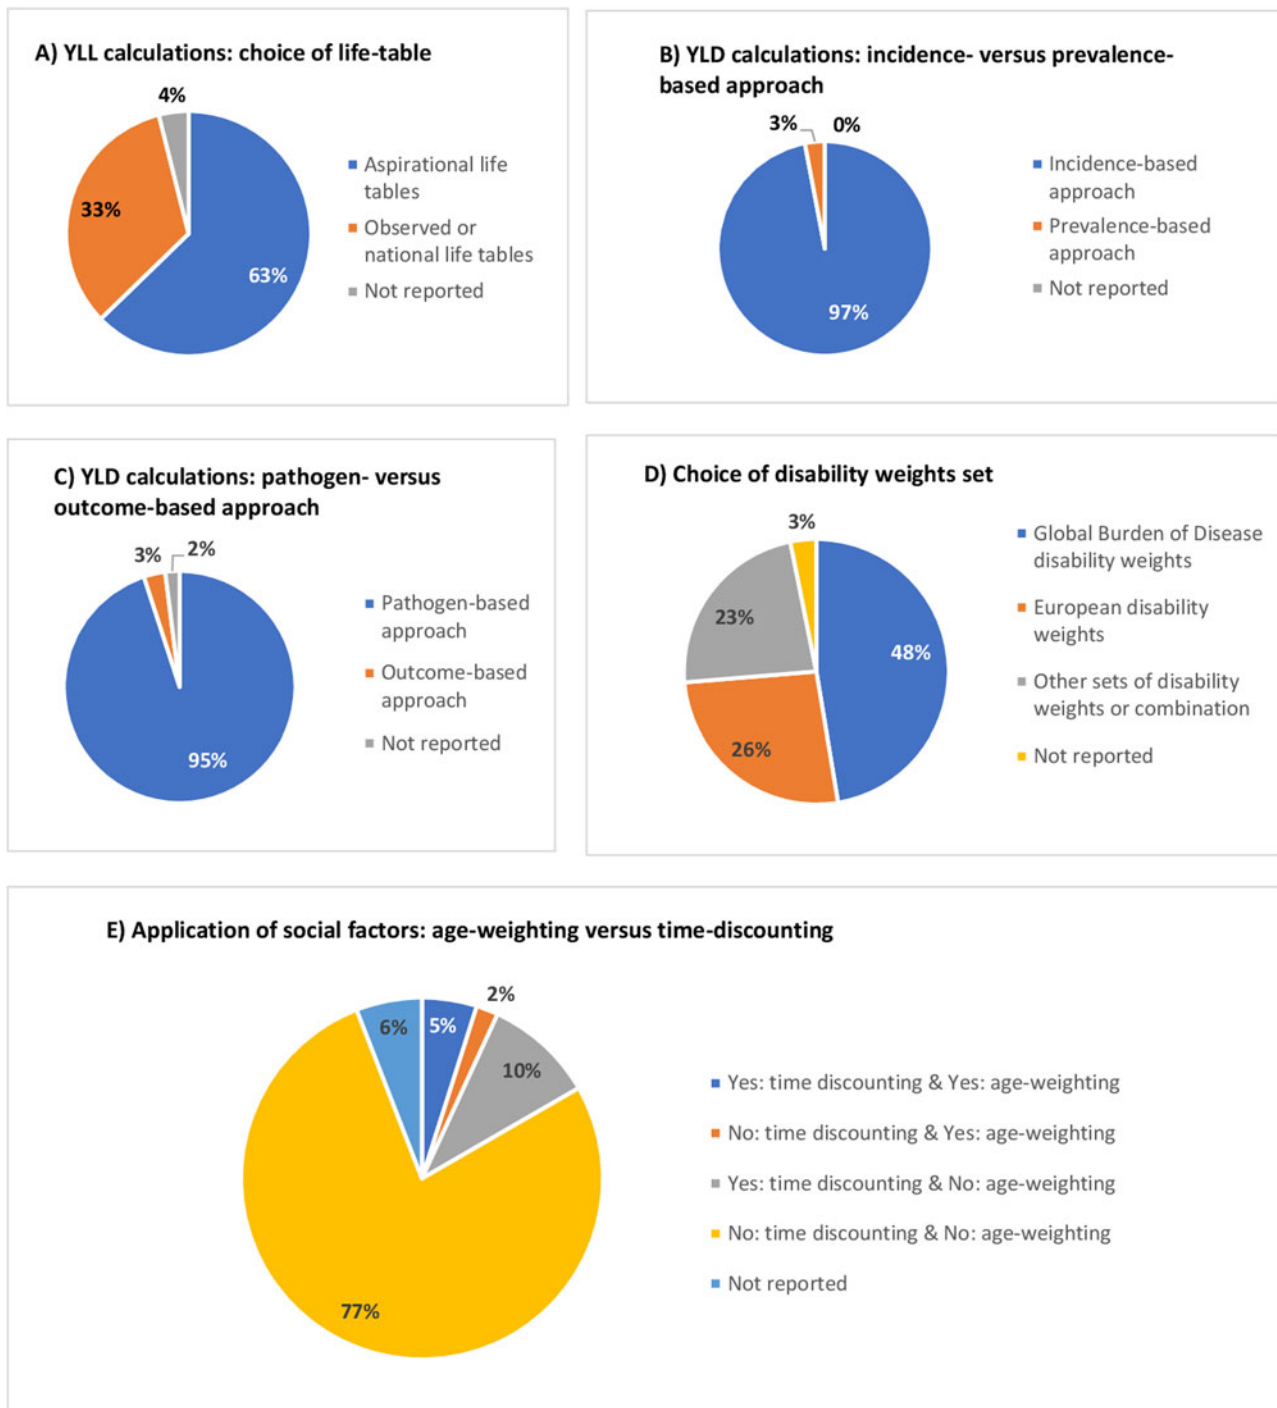 A) YLL calculations: choice of life-table
4%
33%
63%
Aspirational life
tables
Observed or
national life tables
Not reported
B) YLD calculations: incidence- versus prevalence-
based approach
3%
0%
97%
Incidence-based
approach
Prevalence-based
approach
Not reported
C) YLD calculations: pathogen- versus
outcome-based approach
3%
2%
95%
Pathogen-based
approach
Outcome-based
approach
Not reported
D) Choice of disability weights set
3%
23%
48%
26%
Global Burden of Disease
disability weights
European disability
weights
Other sets of disability
weights or combination
Not reported
E) Application of social factors: age-weighting versus time-discounting
2%
6%
5%
10%
77%
Yes: time discounting & Yes: age-weighting
No: time discounting & Yes: age-weighting
Yes: time discounting & No: age-weighting
No: time discounting & No: age-weighting
Not reported